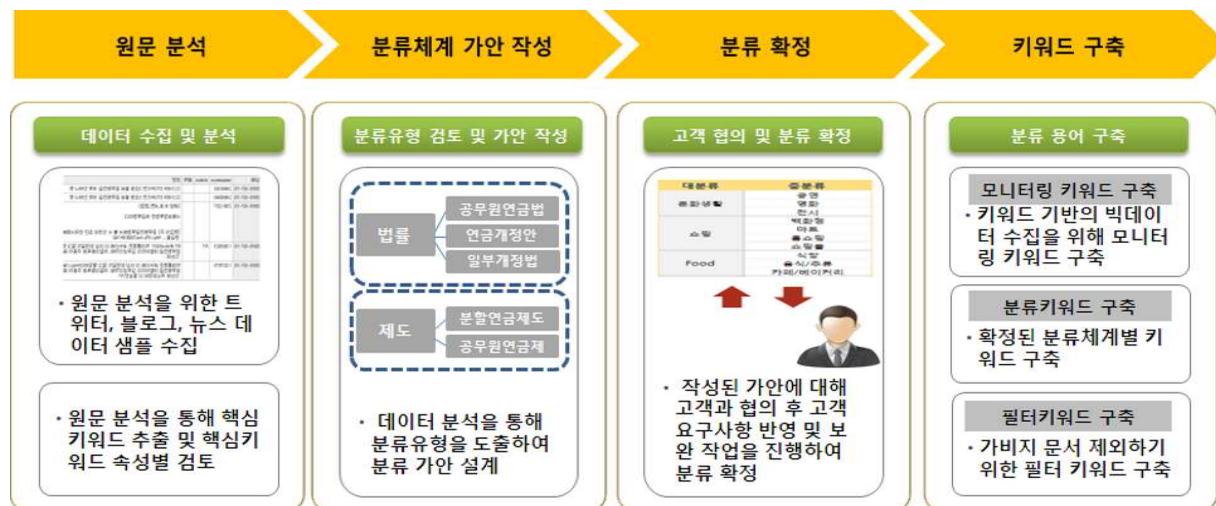 원문 분석
분류체계 가안 작성
분류 확정
키워드 구축
데이터 수집 및 분석
• 원문 분석을 위한 트
위터, 블로그, 뉴스 데
이터 샘플 수집
• 원문 분석을 통해 핵심
키워드 추출 및 핵심키
워드 속성별 검토
분류유형 검토 및 가안 작성
법률
공무원연금법
연금개정안
일부개정법
제도
분할연금제도
공무원연금제
• 데이터 분석을 통해
분류유형을 도출하여
분류 가안 설계
고객 협의 및 분류 확정
대분류 중분류
문화생활
공연
영화
전시
쇼핑
백화점
마트
홈쇼핑
쇼핑몰
Food
식당
음식/주류
카페/베이커리
• 작성된 가안에 대해
고객과 협의 후 고객
요구사항 반영 및 보
완 작업을 진행하여
분류 확정
분류 용어 구축
모니터링 키워드 구축
• 키워드 기반의 빅데이
터 수집을 위해 모니터
링 키워드 구축
분류키워드 구축
• 확정된 분류체계별 키
워드 구축
필터키워드 구축
• 가비지 문서 제외하기
위한 필터 키워드 구축